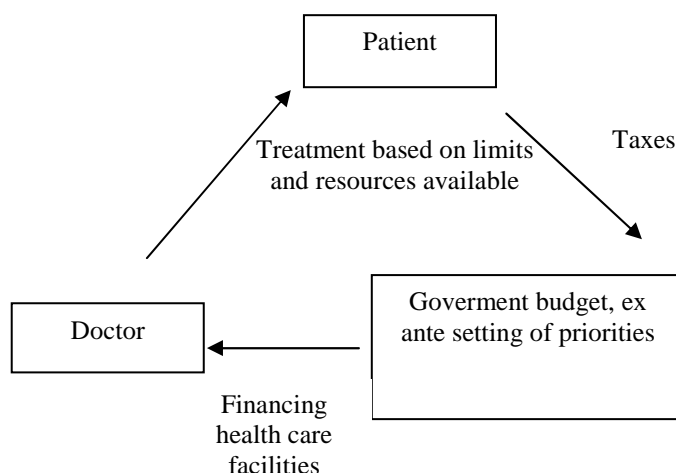 Patient
Treatment based on limits
and resources available
Taxes
Doctor
Goverment budget, ex
ante setting of priorities
Financing
health care
facilities